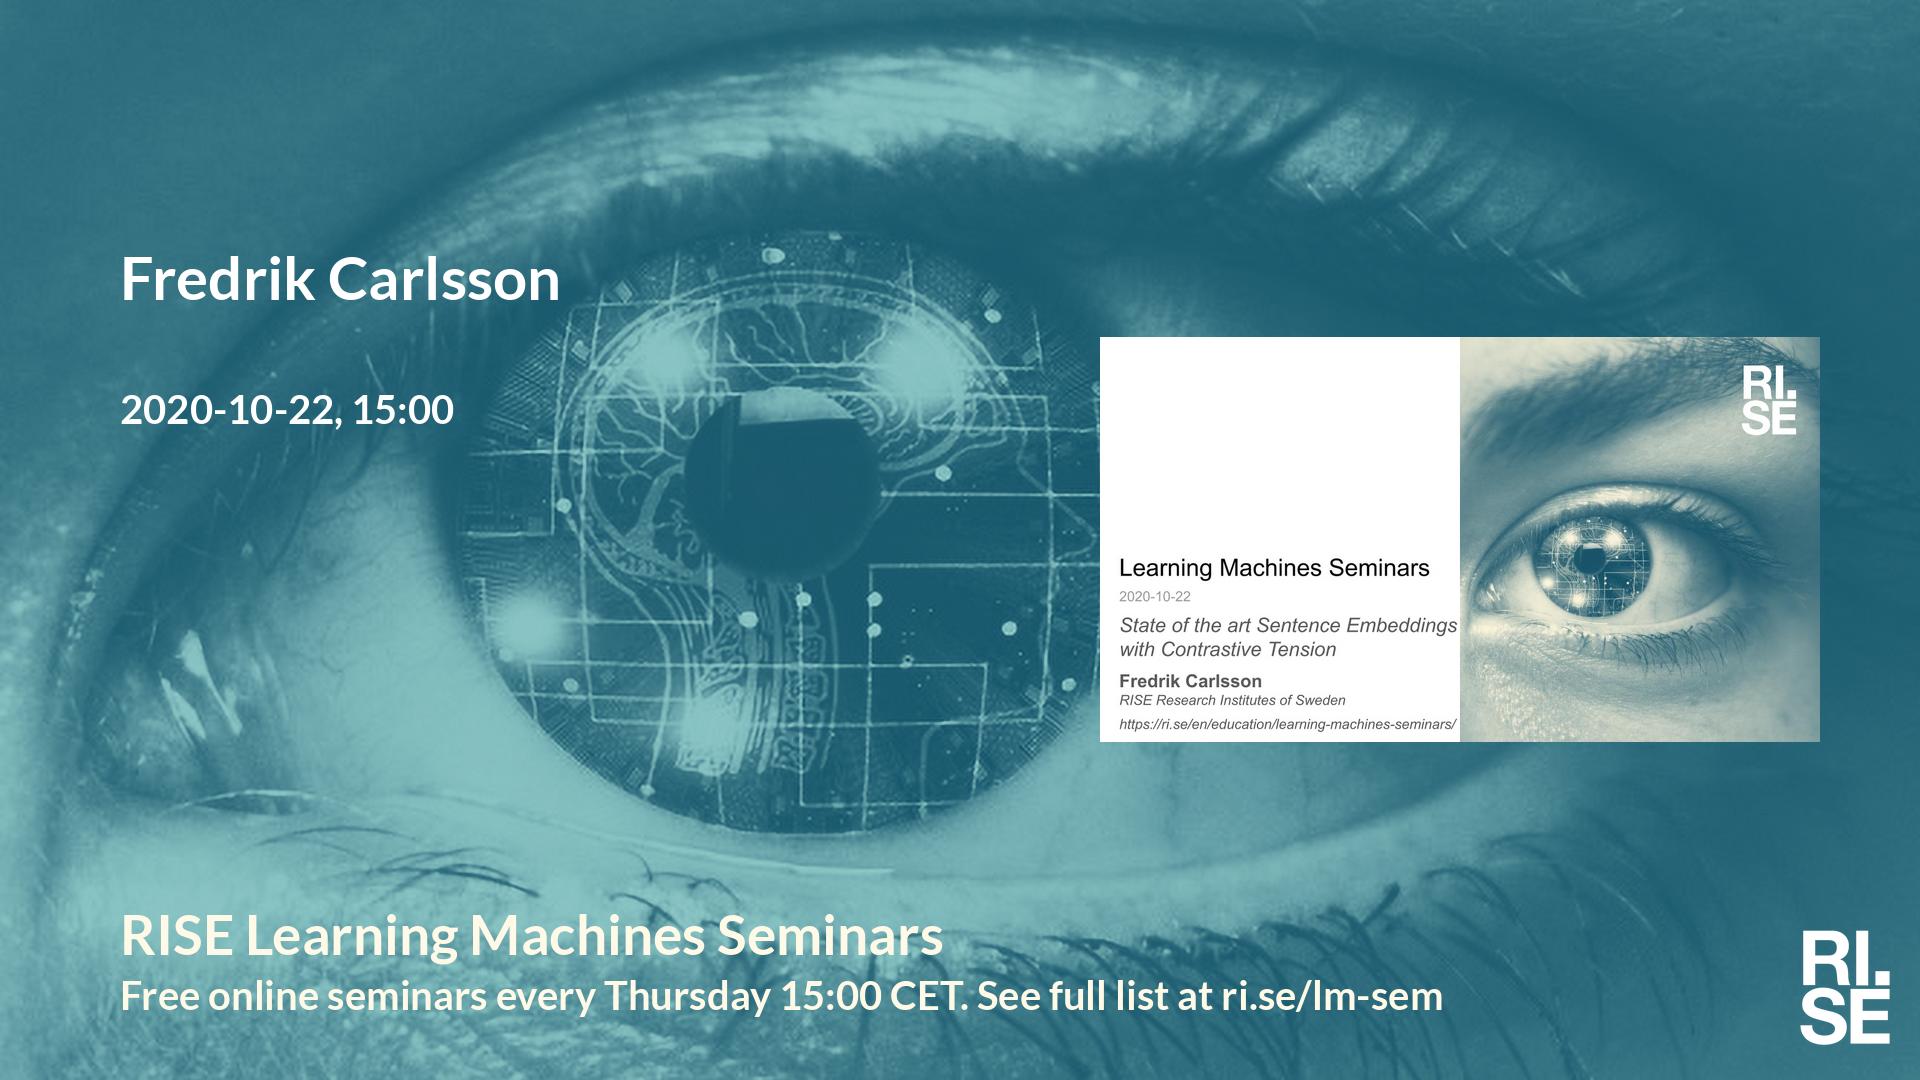 Fredrik Carlsson
2020-10-22, 15:00
RI.
SE
Learning Machines Seminars
2020-10-22
State of the art Sentence Embeddings
with Contrastive Tension
Fredrik Carlsson
RISE Research Institutes of Sweden
https://ri.se/en/education/learning-machines-seminars/
RISE Learning Machines Seminars
Free online seminars every Thursday 15:00 CET. See full list at ri.se/lm-sem
RI.
SE